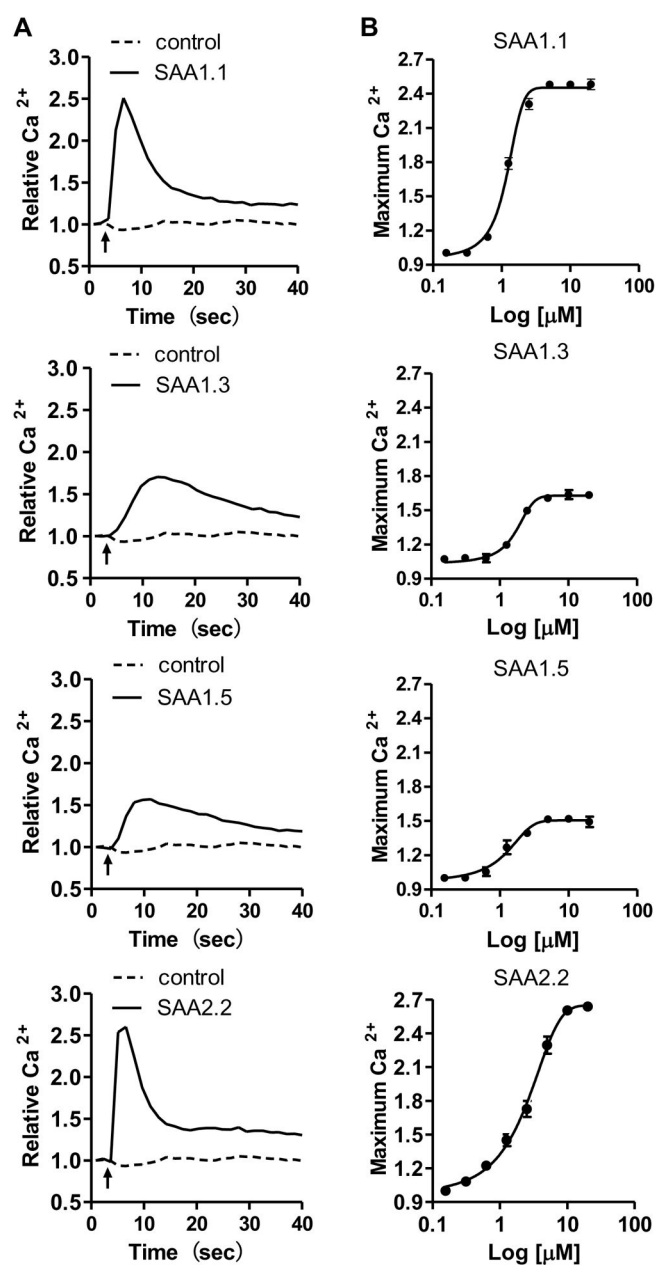 A
control
SAA1.1
3.0
2.5
2.0
1.5
1.0
0.5
Relative Ca 2+
0 10 20 30 40
Time (sec)
B
SAA1.1
2.7
2.4
2.1
1.8
1.5
1.2
0.9
Maximum Ca 2+
0.1 1 10 100
Log [μM]
control
SAA1.3
3.0
2.5
2.0
1.5
1.0
0.5
Relative Ca 2+
0 10 20 30 40
Time (sec)
SAA1.3
2.7
2.4
2.1
1.8
1.5
1.2
0.9
Maximum Ca 2+
0.1 1 10 100
Log [μM]
control
SAA1.5
3.0
2.5
2.0
1.5
1.0
0.5
Relative Ca 2+
0 10 20 30 40
Time (sec)
SAA1.5
2.7
2.4
2.1
1.8
1.5
1.2
0.9
Maximum Ca 2+
0.1 1 10 100
Log [μM]
control
SAA2.2
3.0
2.5
2.0
1.5
1.0
0.5
Relative Ca 2+
0 10 20 30 40
Time (sec)
SAA2.2
2.7
2.4
2.1
1.8
1.5
1.2
0.9
Maximum Ca 2+
0.1 1 10 100
Log [μM]